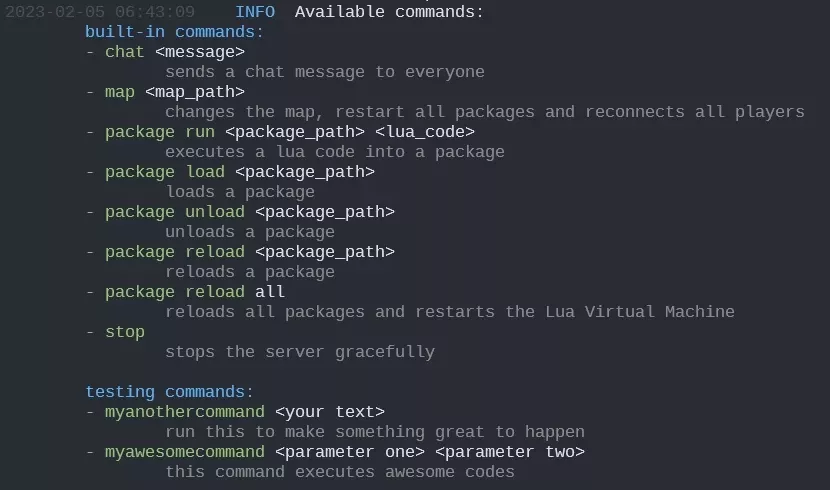 2023-02-05 06:43:09 INFO Available commands:
built-in commands:
- chat <message>
sends a chat message to everyone
- map <map_path>
changes the map, restart all packages and reconnects all players
- package run <package_path> <lua_code>
executes a lua code into a package
- package load <package_path>
loads a package
- package unload <package_path>
unloads a package
- package reload <package_path>
reloads a package
- package reload all
reloads all packages and restarts the Lua Virtual Machine
- stop
stops the server gracefully
testing commands:
- myanothercommand <your text>
run this to make something great to happen
- myawesomecommand <parameter one> <parameter two>
this command executes awesome codes